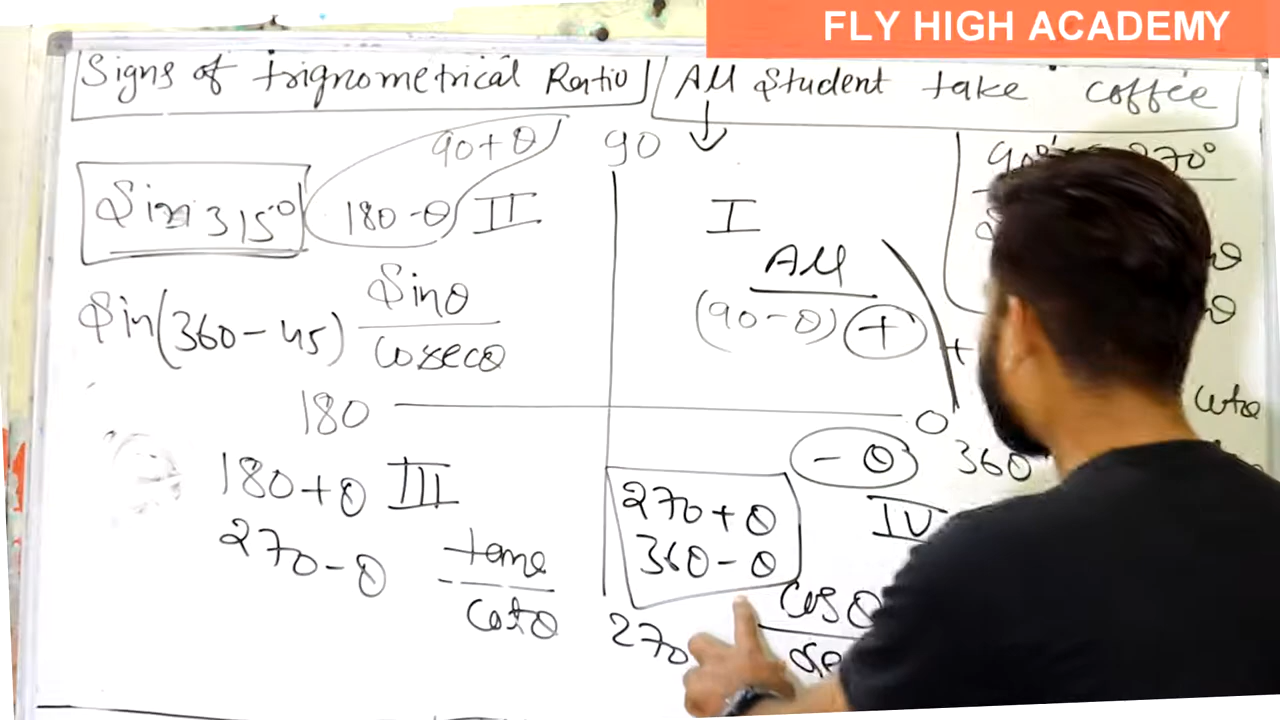 FLY HIGH ACADEMY
Signs of trignometrical Ratio
All Student take coffee
90+θ
90
90° 270°
Sin 315°
180-θ II
I
All
(90-θ) +
Sinθ
cosecθ
Sin(360-45)
+
180
0
cotθ
-θ
360
180+θ III
270-θ
270+θ
360-θ
IV
tanθ
cotθ
270
cosθ